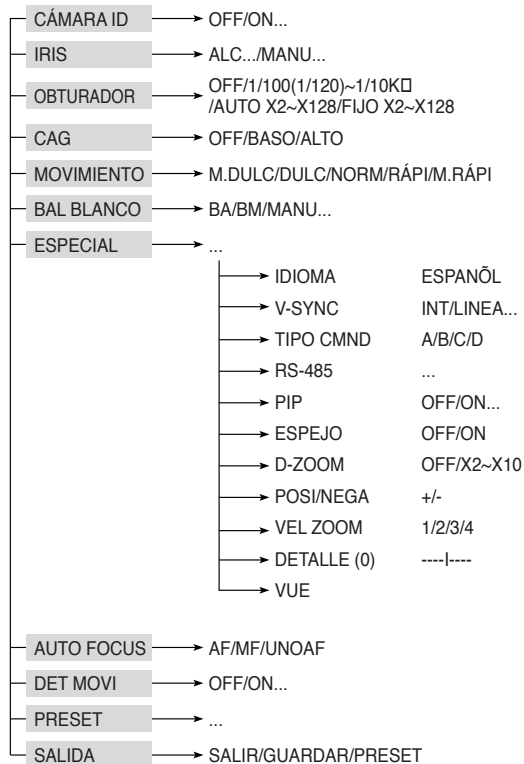 CÁMARA ID OFF/ON...
IRIS ALC.../MANU...
OBTURADOR OFF/1/100(1/120)~1/10K□
/AUTO X2~X128/FIJO X2~X128
CAG OFF/BASO/ALTO
MOVIMIENTO M.DULC/DULC/NORM/RÁPI/M.RÁPI
BAL BLANCO BA/BM/MANU...
ESPECIAL ...
IDIOMA ESPANÕL
V-SYNC INT/LINEA...
TIPO CMND A/B/C/D
RS-485 ...
PIP OFF/ON...
ESPEJO OFF/ON
D-ZOOM OFF/X2~X10
POSI/NEGA +/-
VEL ZOOM 1/2/3/4
DETALLE (0) ----I----
VUE
AUTO FOCUS AF/MF/UNOAF
DET MOVI OFF/ON...
PRESET ...
SALIDA SALIR/GUARDAR/PRESET